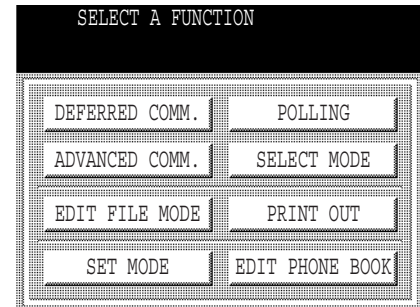 SELECT A FUNCTION
DEFERRED COMM. POLLING
ADVANCED COMM. SELECT MODE
EDIT FILE MODE PRINT OUT
SET MODE EDIT PHONE BOOK